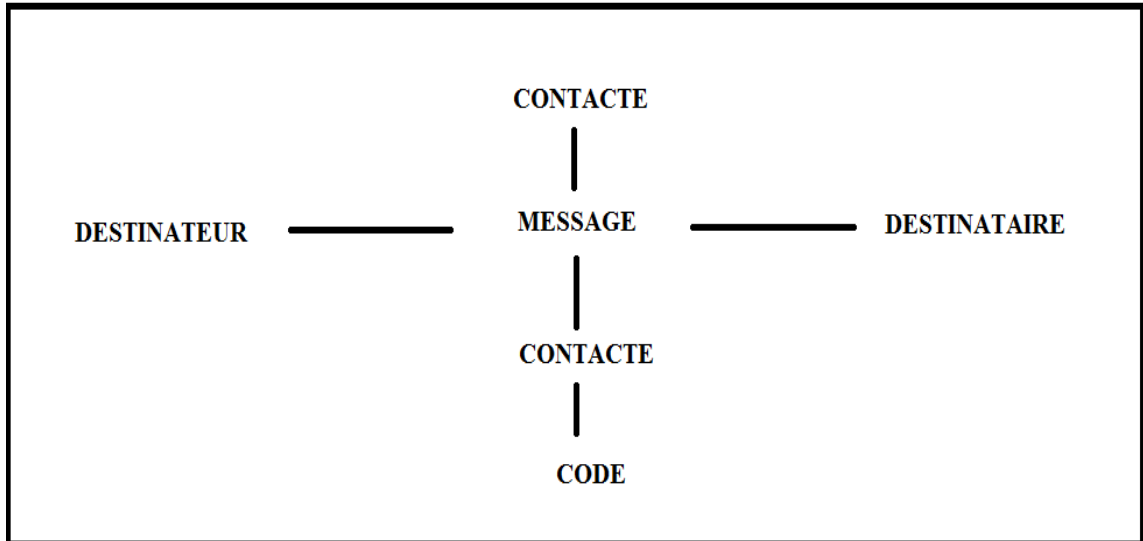 CONTACTE
DESTINATEUR MESSAGE DESTINATAIRE
CONTACTE
CODE